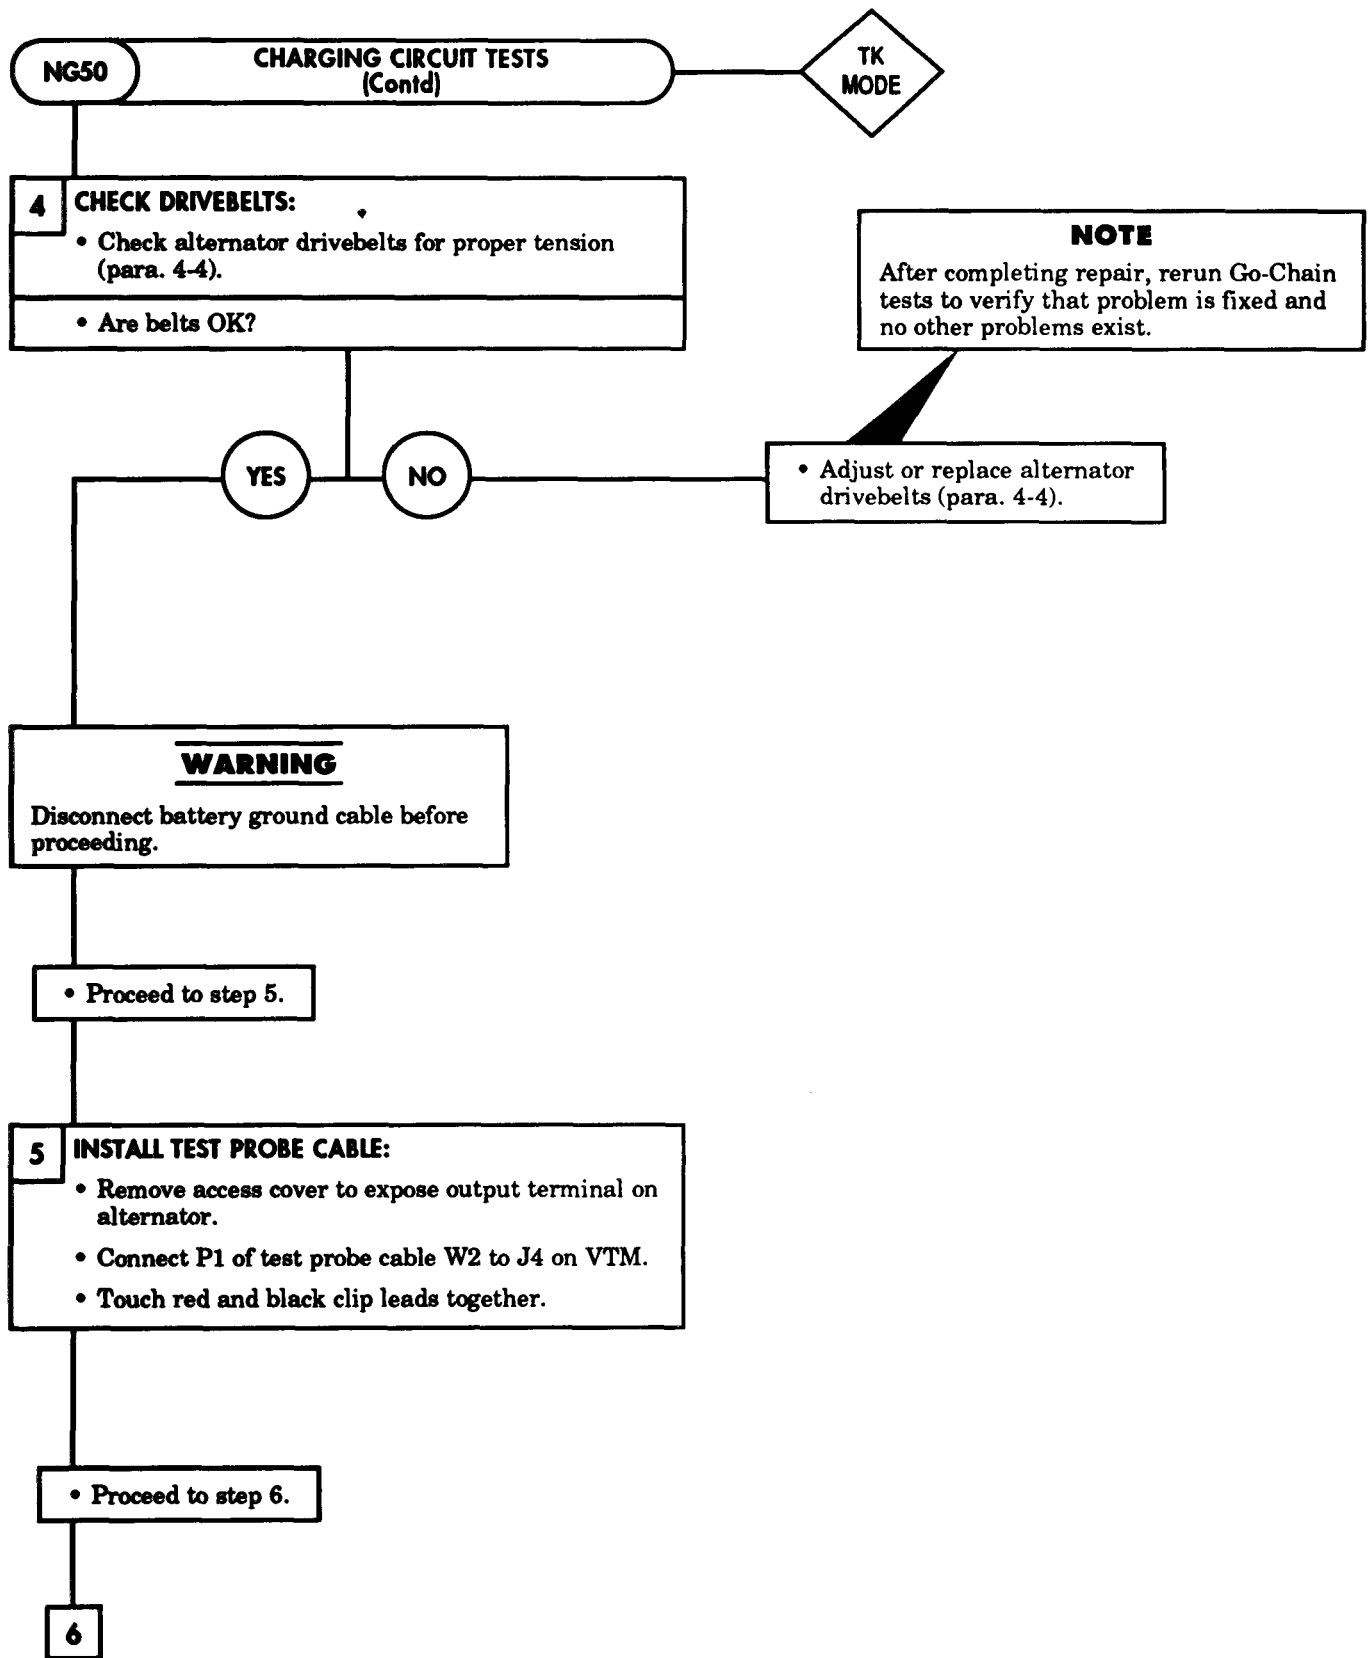 NG50
CHARGING CIRCUIT TESTS
(Contd)
TK
MODE
4
CHECK DRIVEBELTS:
• Check alternator drivebelts for proper tension
(para. 4-4).
• Are belts OK?
NOTE
After completing repair, rerun Go-Chain
tests to verify that problem is fixed and
no other problems exist.
YES
NO
• Adjust or replace alternator
drivebelts (para. 4-4).
WARNING
Disconnect battery ground cable before
proceeding.
• Proceed to step 5.
5
INSTALL TEST PROBE CABLE:
• Remove access cover to expose output terminal on
alternator.
• Connect P1 of test probe cable W2 to J4 on VTM.
• Touch red and black clip leads together.
• Proceed to step 6.
6